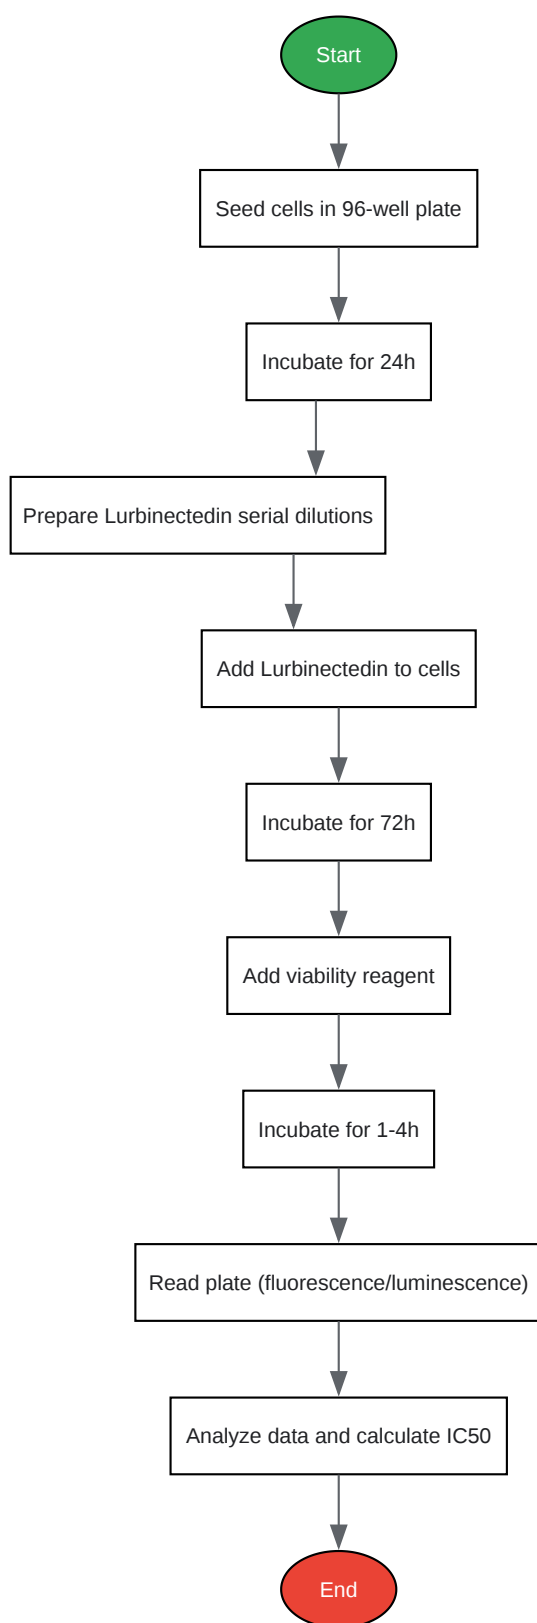 Start
Seed cells in 96-well plate
Incubate for 24h
Prepare Lurbinectedin serial dilutions
Add Lurbinectedin to cells
Incubate for 72h
Add viability reagent
Incubate for 1-4h
Read plate (fluorescence/luminescence)
Analyze data and calculate IC50
End